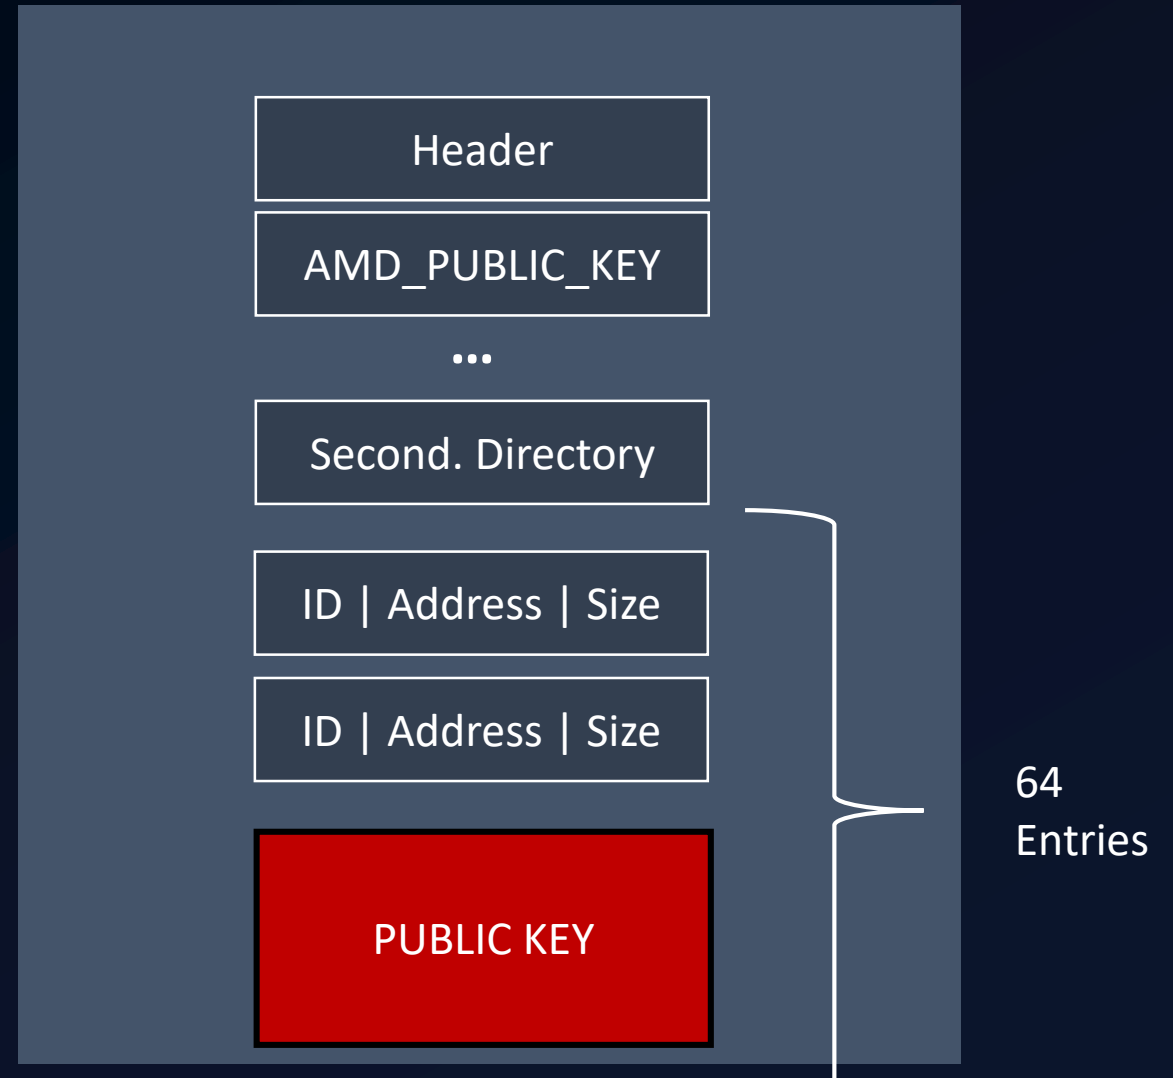 Header
AMD_PUBLIC_KEY
...
Second. Directory
ID | Address | Size
ID | Address | Size
64
Entries
PUBLIC KEY